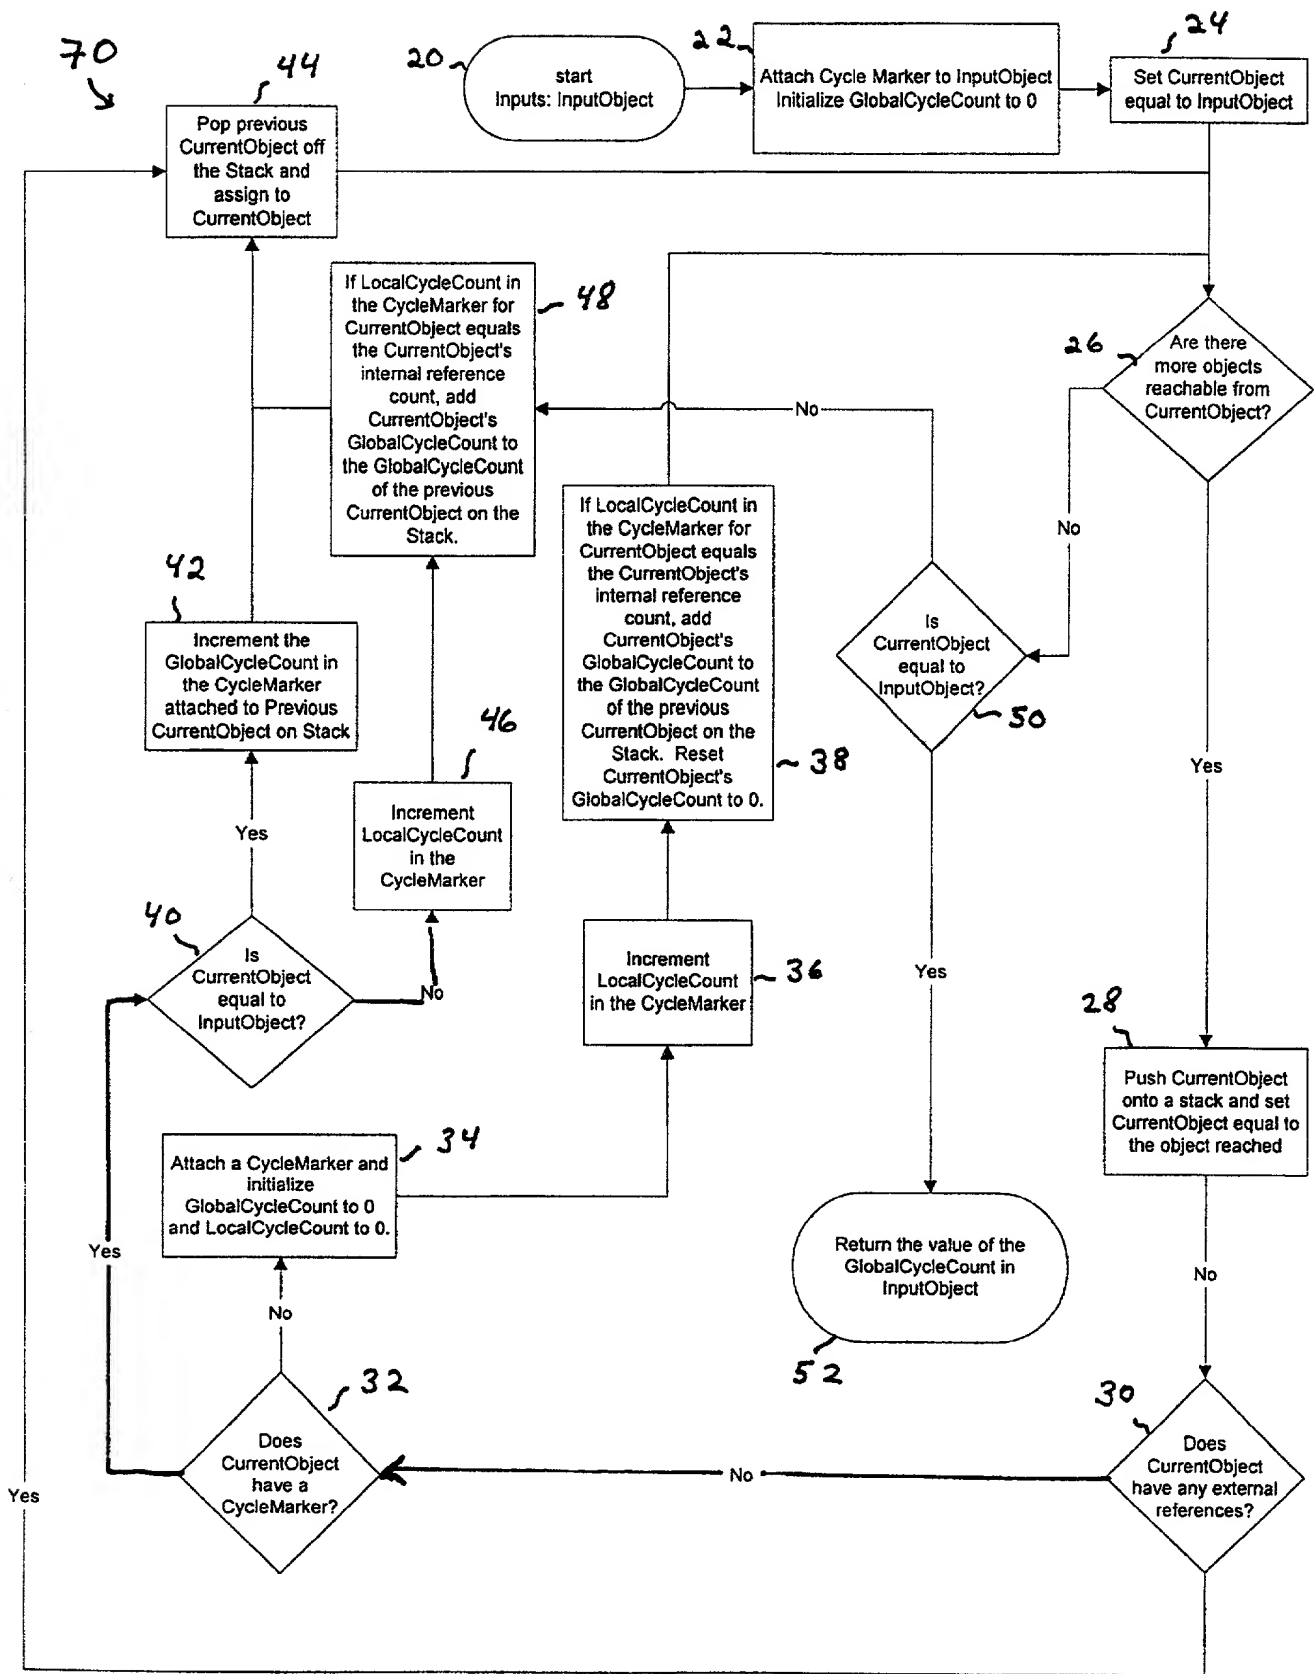 70
44
20
start
Inputs: InputObject
22
Attach Cycle Marker to InputObject
Initialize GlobalCycleCount to 0
24
Set CurrentObject
equal to InputObject
Pop previous
CurrentObject off
the Stack and
assign to
CurrentObject
If LocalCycleCount in
the CycleMarker for
CurrentObject equals
the CurrentObject's
internal reference
count, add
CurrentObject's
GlobalCycleCount to
the GlobalCycleCount
of the previous
CurrentObject on the
Stack.
48
26
Are there
more objects
reachable from
CurrentObject?
No
No
If LocalCycleCount in
the CycleMarker for
CurrentObject equals
the CurrentObject's
internal reference
count, add
CurrentObject's
GlobalCycleCount to
the GlobalCycleCount
of the previous
CurrentObject on the
Stack. Reset
CurrentObject's
GlobalCycleCount to 0.
38
42
Increment the
GlobalCycleCount in
the CycleMarker
attached to Previous
CurrentObject on Stack
Is
CurrentObject
equal to
InputObject?
50
46
Increment
LocalCycleCount
in the
CycleMarker
Yes
Yes
40
Is
CurrentObject
equal to
InputObject?
No
Increment
LocalCycleCount
in the CycleMarker
36
Yes
28
Push CurrentObject
onto a stack and set
CurrentObject equal to
the object reached
34
Attach a CycleMarker and
initialize
GlobalCycleCount to 0
and LocalCycleCount to 0.
Yes
Return the value of the
GlobalCycleCount in
InputObject
52
No
No
32
Does
CurrentObject
have a
CycleMarker?
No
30
Does
CurrentObject
have any external
references?
Yes